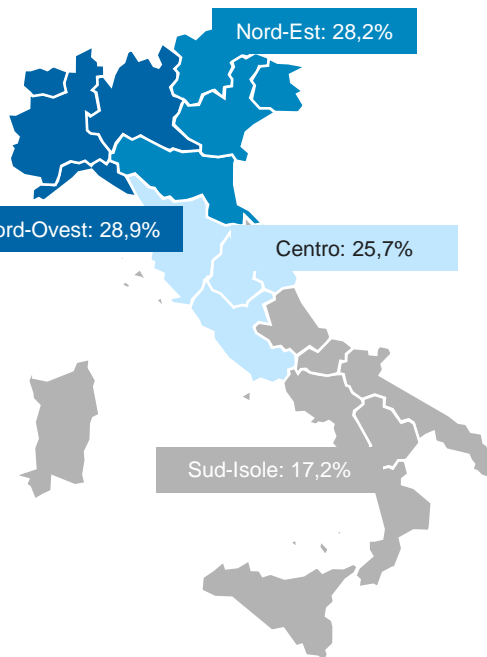 Nord-Est: 28,2%
ord-Ovest: 28,9%
Centro: 25,7%
Sud-Isole: 17,2%